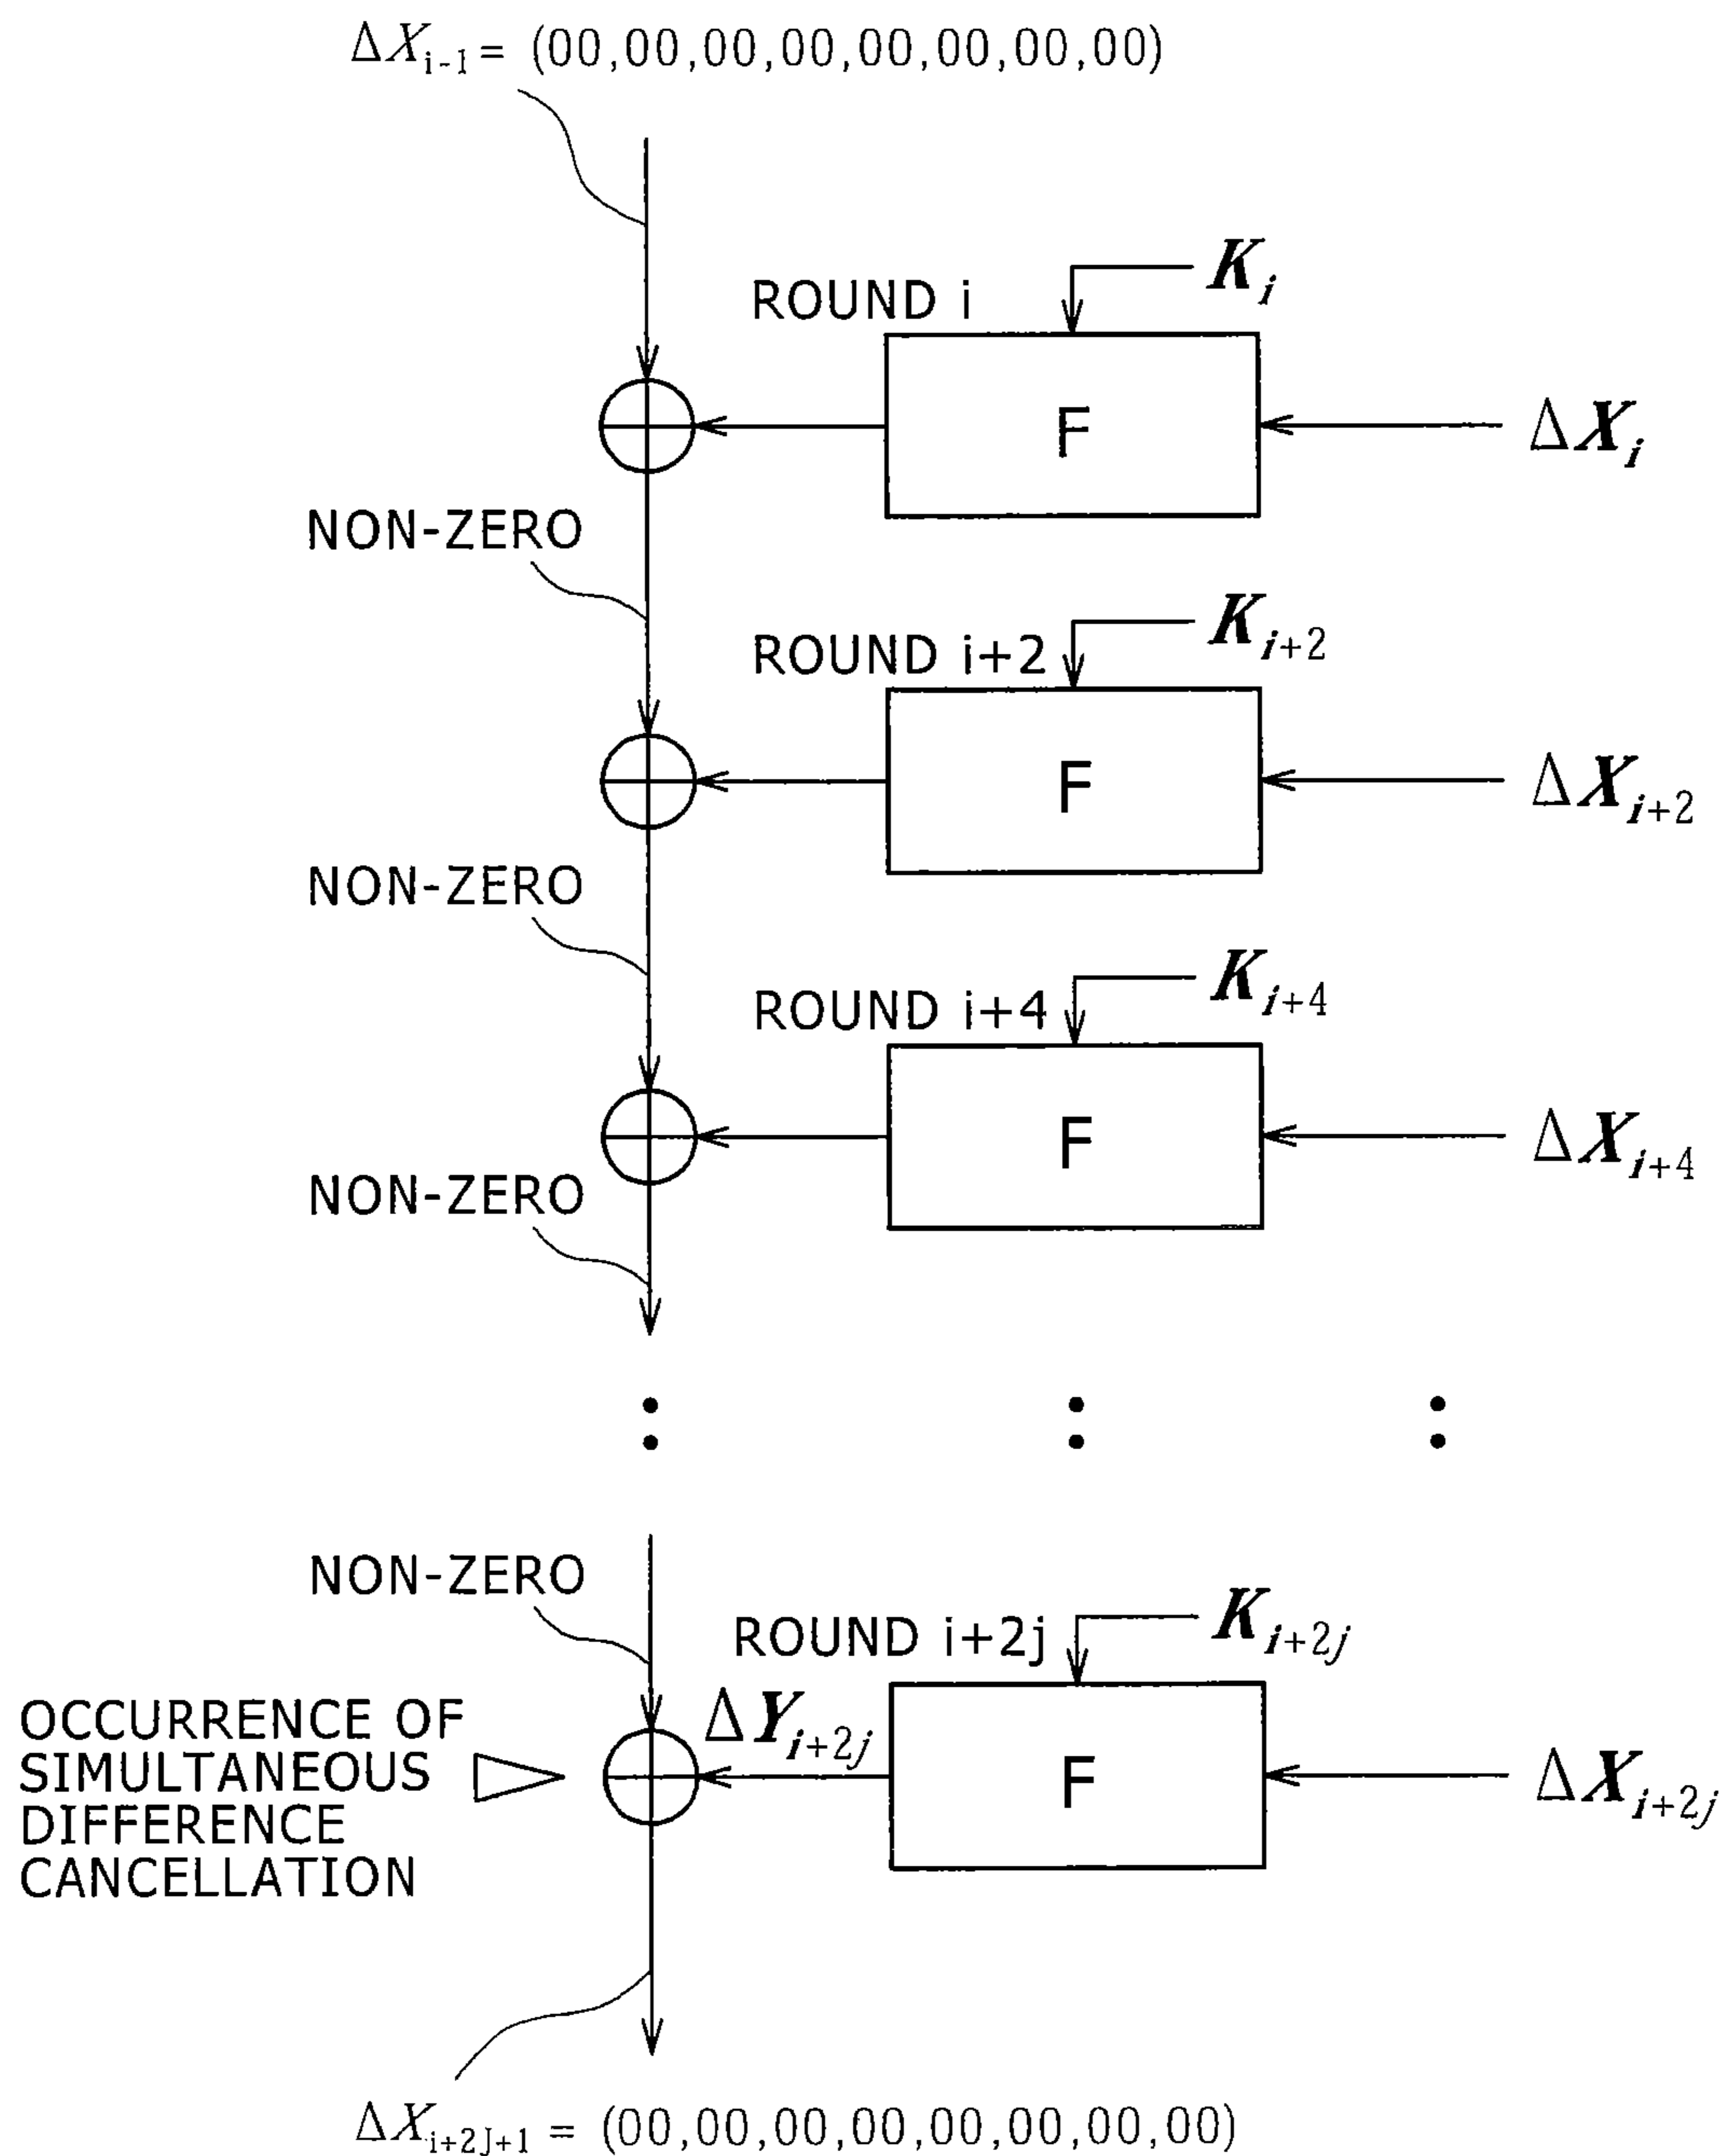 ΔX_{i-1} = (00,00,00,00,00,00,00,00)
K_i
ROUND i
F
ΔX_i
NON-ZERO
K_{i+2}
ROUND i+2
F
ΔX_{i+2}
NON-ZERO
K_{i+4}
ROUND i+4
F
ΔX_{i+4}
NON-ZERO
NON-ZERO
K_{i+2j}
ROUND i+2j
ΔY_{i+2j}
F
ΔX_{i+2j}
OCCURRENCE OF
SIMULTANEOUS
DIFFERENCE
CANCELLATION
ΔX_{i+2J+1} = (00,00,00,00,00,00,00,00)